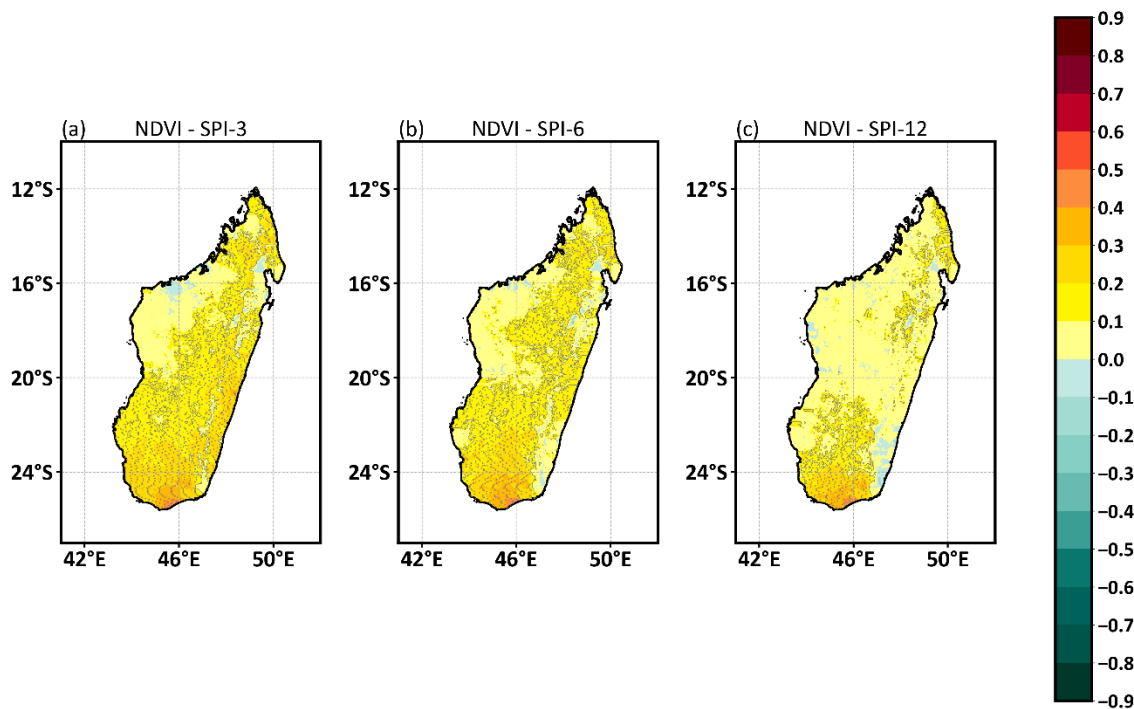 (a) NDVI - SPI-3
(b) NDVI - SPI-6
(c) NDVI - SPI-12
12°S
16°S
20°S
24°S
42°E 46°E 50°E
12°S
16°S
20°S
24°S
42°E 46°E 50°E
12°S
16°S
20°S
24°S
42°E 46°E 50°E
0.9
0.8
0.7
0.6
0.5
0.4
0.3
0.2
0.1
0.0
−0.1
−0.2
−0.3
−0.4
−0.5
−0.6
−0.7
−0.8
−0.9